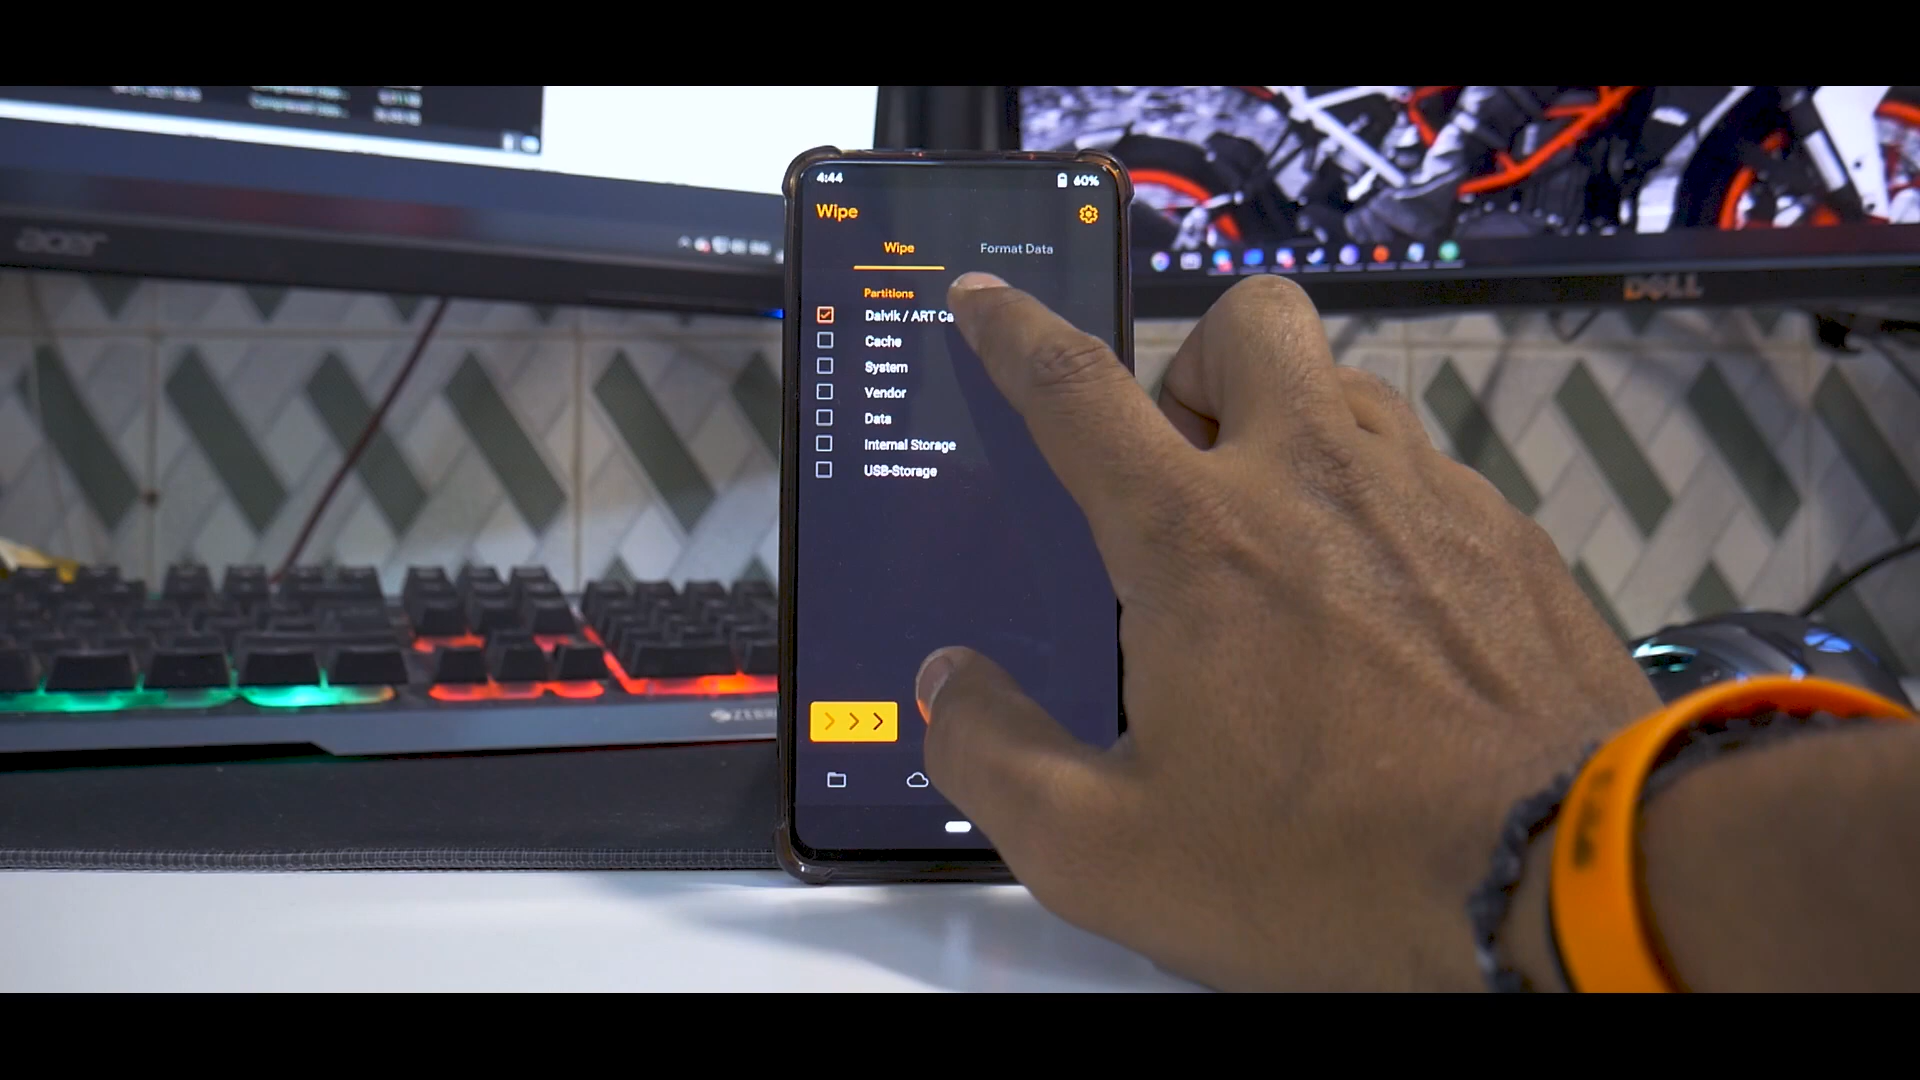 acer
4:44
60%
Wipe
Wipe
Format Data
Partitions
Dalvik / ART Ca
Cache
System
Vendor
Data
Internal Storage
USB-Storage
DELL